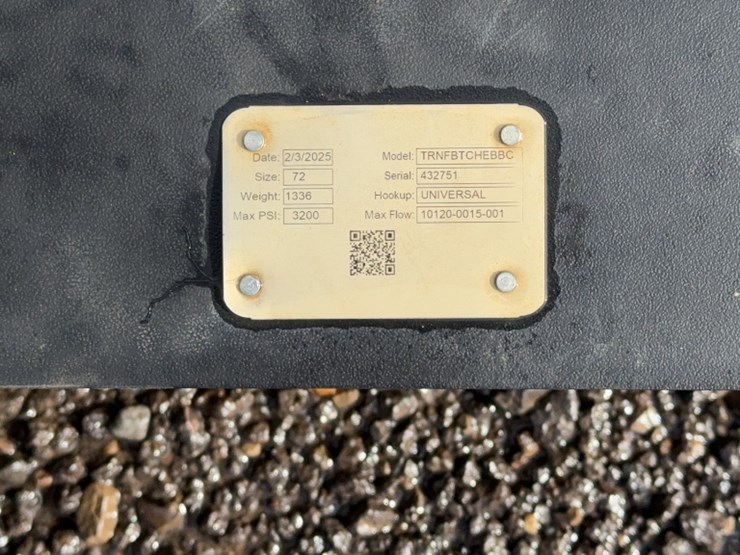 Date: 2/3/2025 Model: TRNFBTCHEBBC
Size: 72 Serial: 432751
Weight: 1336 Hookup: UNIVERSAL
Max PSI: 3200 Max Flow: 10120-0015-001